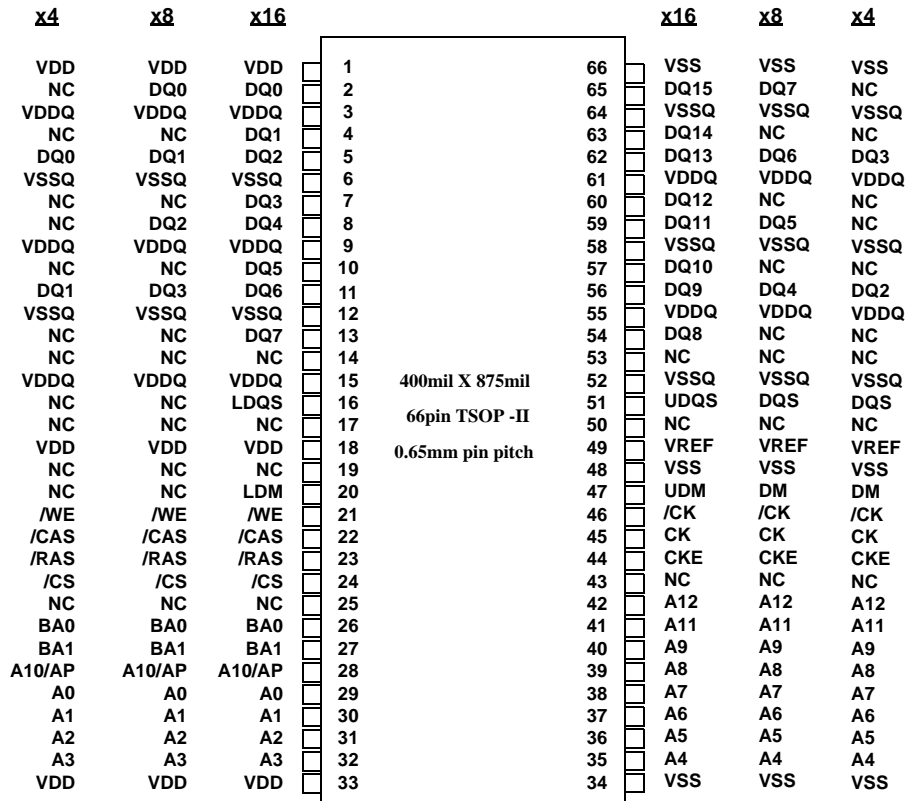 x4 x8 x16 x16 x8 x4
VDD VDD VDD 1 66 VSS VSS VSS
NC DQ0 DQ0 2 65 DQ15 DQ7 NC
VDDQ VDDQ VDDQ 3 64 VSSQ VSSQ VSSQ
NC NC DQ1 4 63 DQ14 NC NC
DQ0 DQ1 DQ2 5 62 DQ13 DQ6 DQ3
VSSQ VSSQ VSSQ 6 61 VDDQ VDDQ VDDQ
NC NC DQ3 7 60 DQ12 NC NC
NC DQ2 DQ4 8 59 DQ11 DQ5 NC
VDDQ VDDQ VDDQ 9 58 VSSQ VSSQ VSSQ
NC NC DQ5 10 57 DQ10 NC NC
DQ1 DQ3 DQ6 11 56 DQ9 DQ4 DQ2
VSSQ VSSQ VSSQ 12 55 VDDQ VDDQ VDDQ
NC NC DQ7 13 54 DQ8 NC NC
NC NC NC 14 53 NC NC NC
VDDQ VDDQ VDDQ 15 400mil X 875mil 52 VSSQ VSSQ VSSQ
NC NC LDQS 16 66pin TSOP -II 51 UDQS DQS DQS
NC NC NC 17 50 NC NC NC
VDD VDD VDD 18 0.65mm pin pitch 49 VREF VREF VREF
NC NC NC 19 48 VSS VSS VSS
NC NC LDM 20 47 UDM DM DM
/WE /WE /WE 21 46 /CK /CK /CK
/CAS /CAS /CAS 22 45 CK CK CK
/RAS /RAS /RAS 23 44 CKE CKE CKE
/CS /CS /CS 24 43 NC NC NC
NC NC NC 25 42 A12 A12 A12
BA0 BA0 BA0 26 41 A11 A11 A11
BA1 BA1 BA1 27 40 A9 A9 A9
A10/AP A10/AP A10/AP 28 39 A8 A8 A8
A0 A0 A0 29 38 A7 A7 A7
A1 A1 A1 30 37 A6 A6 A6
A2 A2 A2 31 36 A5 A5 A5
A3 A3 A3 32 35 A4 A4 A4
VDD VDD VDD 33 34 VSS VSS VSS